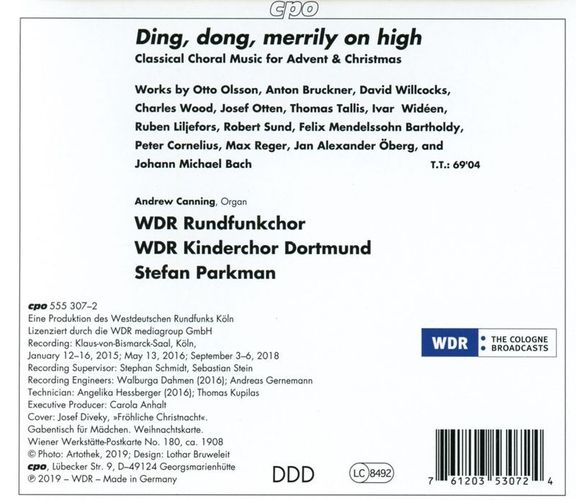 cpo
Ding, dong, merrily on high
Classical Choral Music for Advent & Christmas
Works by Otto Olsson, Anton Bruckner, David Willcocks,
Charles Wood, Josef Otten, Thomas Tallis, Ivar Widéen,
Ruben Liljefors, Robert Sund, Felix Mendelssohn Bartholdy,
Peter Cornelius, Max Reger, Jan Alexander Öberg, and
Johann Michael Bach T.T.: 69'04
Andrew Canning, Organ
WDR Rundfunkchor
WDR Kinderchor Dortmund
Stefan Parkman
cpo 555 307–2
Eine Produktion des Westdeutschen Rundfunks Köln
Lizenziert durch die WDR mediagroup GmbH
Recording: Klaus-von-Bismarck-Saal, Köln,
January 12–16, 2015; May 13, 2016; September 3–6, 2018
Recording Supervisor: Stephan Schmidt, Sebastian Stein
Recording Engineers: Walburga Dahmen (2016); Andreas Gernemann
Technician: Angelika Hessberger (2016); Thomas Kupilas
Executive Producer: Carola Anhalt
Cover: Josef Diveky, »Fröhliche Christnacht«.
Gabentisch für Mädchen. Weihnachtskarte.
Wiener Werkstätte-Postkarte No. 180, ca. 1908
© Photo: Artothek, 2019; Design: Lothar Bruweleit
cpo, Lübecker Str. 9, D–49124 Georgsmarienhütte
℗ 2019 – WDR – Made in Germany
WDR THE COLOGNE
BROADCASTS
DDD
LC 8492
7 61203 53072 4